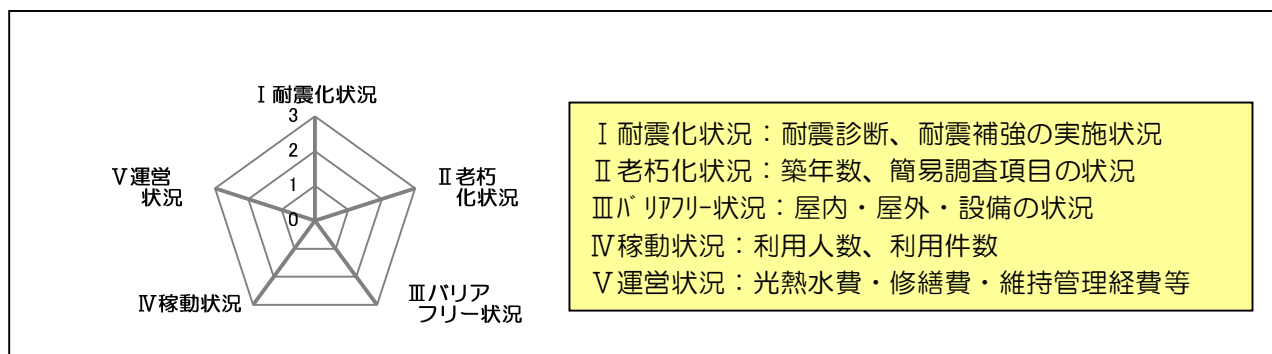 Ⅰ耐震化状況
3
2
1
0
Ⅱ老朽
化状況
Ⅲバリア
フリー状況
Ⅳ稼動状況
Ⅴ運営
状況
Ⅰ耐震化状況：耐震診断、耐震補強の実施状況
Ⅱ老朽化状況：築年数、簡易調査項目の状況
Ⅲﾊﾞﾘｱﾌﾘｰ状況：屋内・屋外・設備の状況
Ⅳ稼動状況：利用人数、利用件数
Ⅴ運営状況：光熱水費・修繕費・維持管理経費等